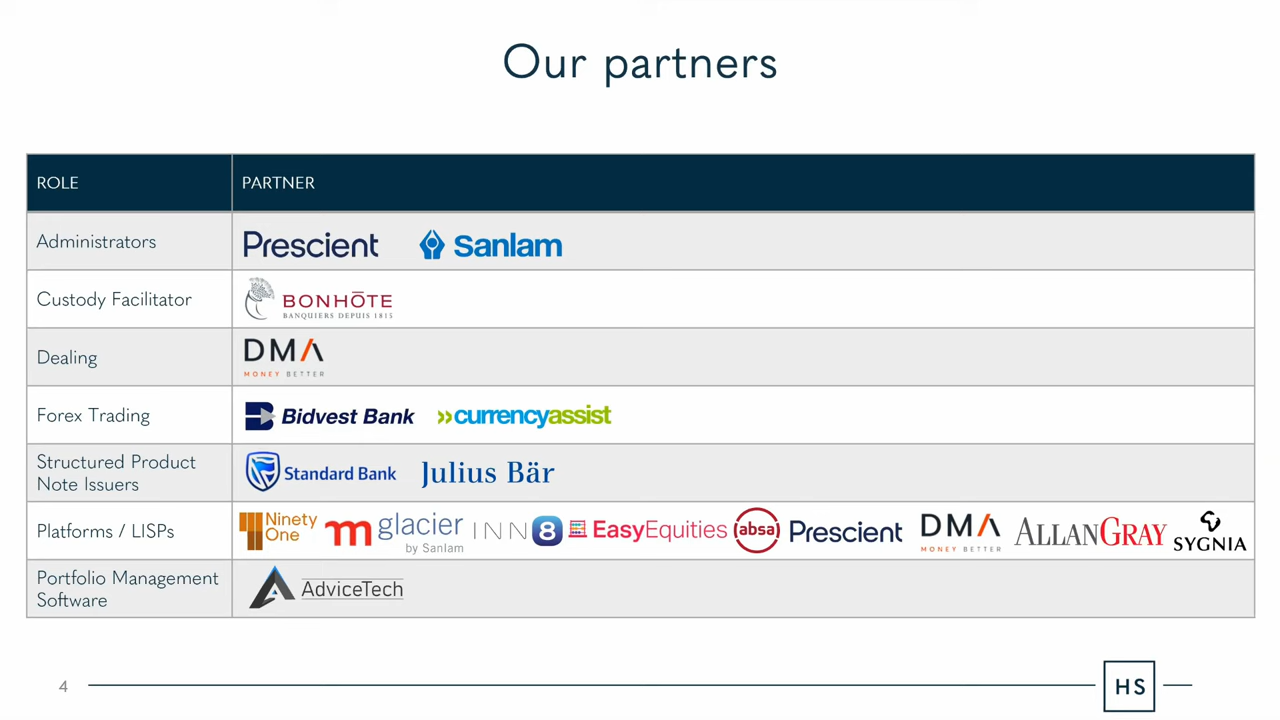 Our partners
ROLE PARTNER
Administrators Prescient Sanlam
Custody Facilitator BONHŌTE
BANQUIERS DEPUIS 1815
Dealing DMA
MONEY BETTER
Forex Trading Bidvest Bank »currencyassist
Structured Product
Note Issuers Standard Bank Julius Bär
Platforms / LISPs Ninety
One m glacier
by Sanlam INN8 EasyEquities absa Prescient DMA
MONEY BETTER ALLANGRAY SYGNIA
Portfolio Management
Software AdviceTech
4 HS